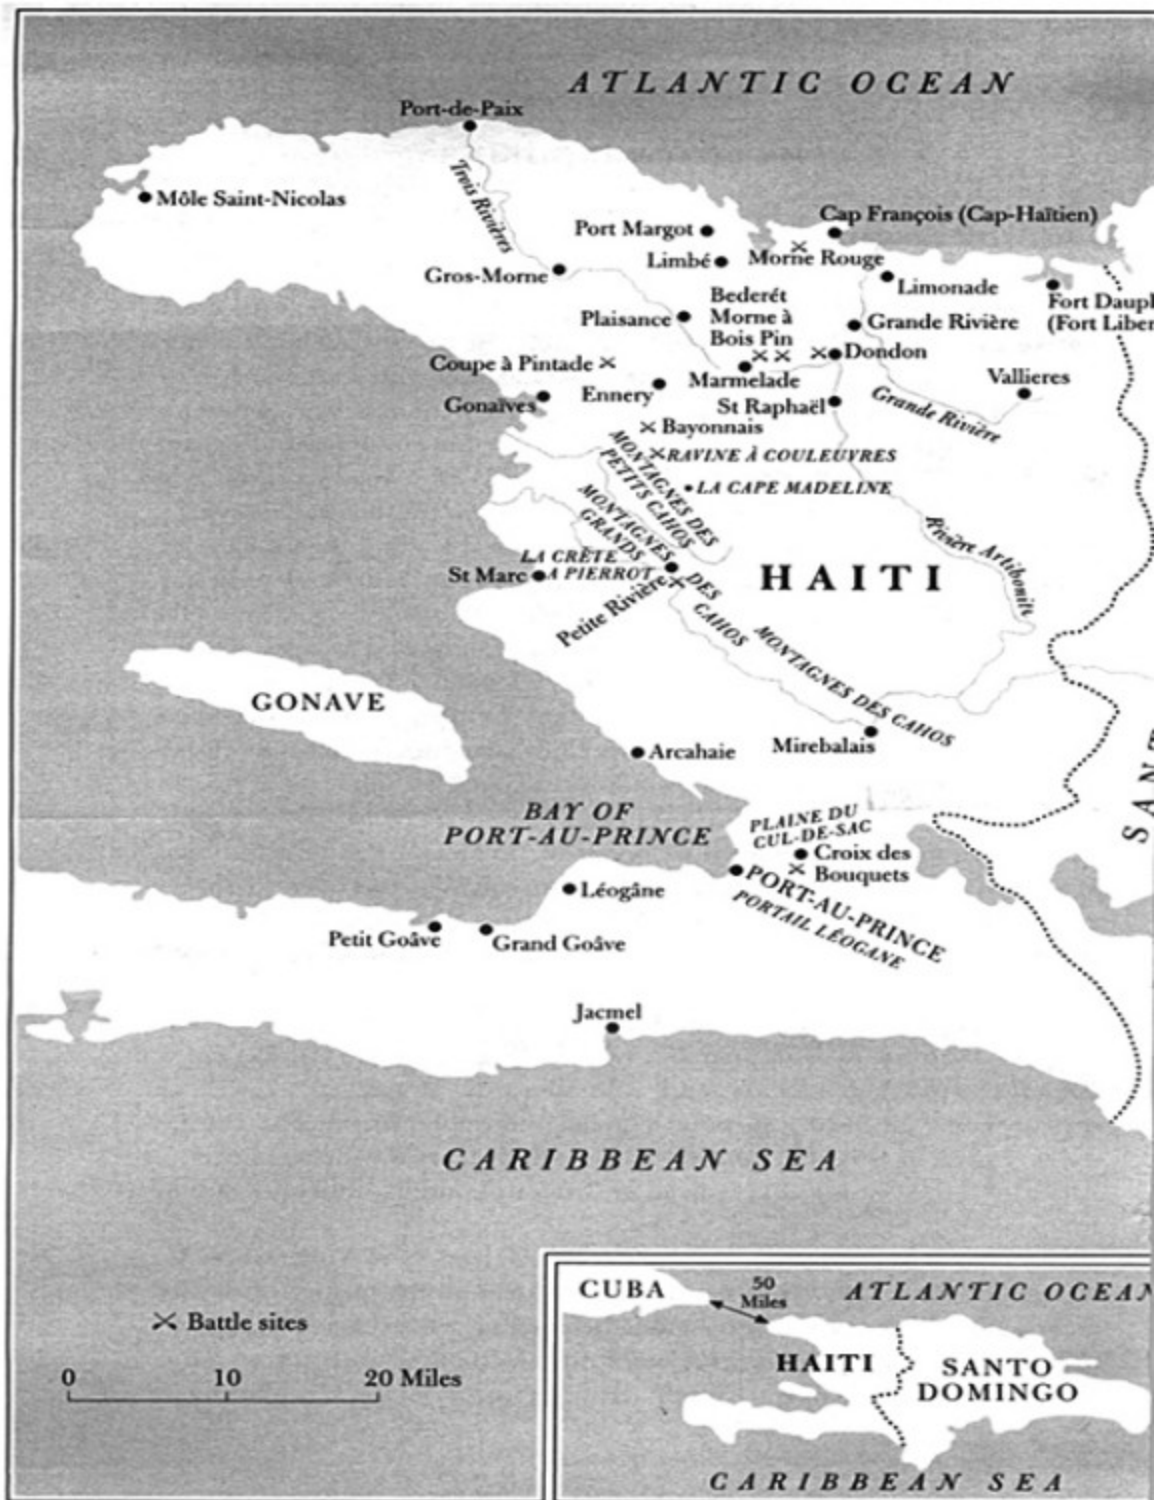 ATLANTIC OCEAN
Port-de-Paix
Trois Rivières
Môle Saint-Nicolas
Cap François (Cap-Haïtien)
Port Margot
Morne Rouge
Limbé
Gros-Morne
Limonade
Fort Daupl
(Fort Liber
Bederét
Morne à
Bois Pin
Plaisance
Grande Rivière
Dondon
Coupe à Pintade
Marmelade
Vallieres
Ennery
Gonaïves
St Raphaël
Grande Rivière
Bayonnais
RAVINE À COULEUVRES
MONTAGNES DES
PETITS CAHOS
LA CAPE MADELINE
MONTAGNES
GRANDS
DES
CAHOS
Rivière Artibonite
LA CRÊTE
A PIERROT
St Marc
HAITI
Petite Rivière
MONTAGNES DES CAHOS
GONAVE
Arcahaie
Mirebalais
SANT
BAY OF
PORT-AU-PRINCE
PLAINE DU
CUL-DE-SAC
Croix des
Bouquets
PORT-AU-PRINCE
PORTAIL LÉOGANE
Léogâne
Petit Goâve
Grand Goâve
Jacmel
CARIBBEAN SEA
Battle sites
0 10 20 Miles
CUBA
50
Miles
ATLANTIC OCEAN
HAITI
SANTO
DOMINGO
CARIBBEAN SEA